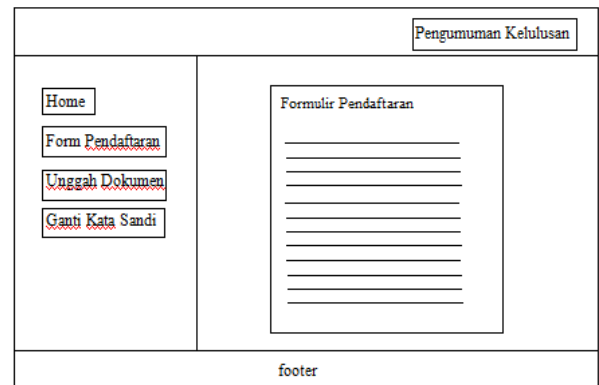 Pengumuman Kelulusan
Home
Form Pendaftaran
Unggah Dokumen
Ganti Kata Sandi
Formulir Pendaftaran
footer